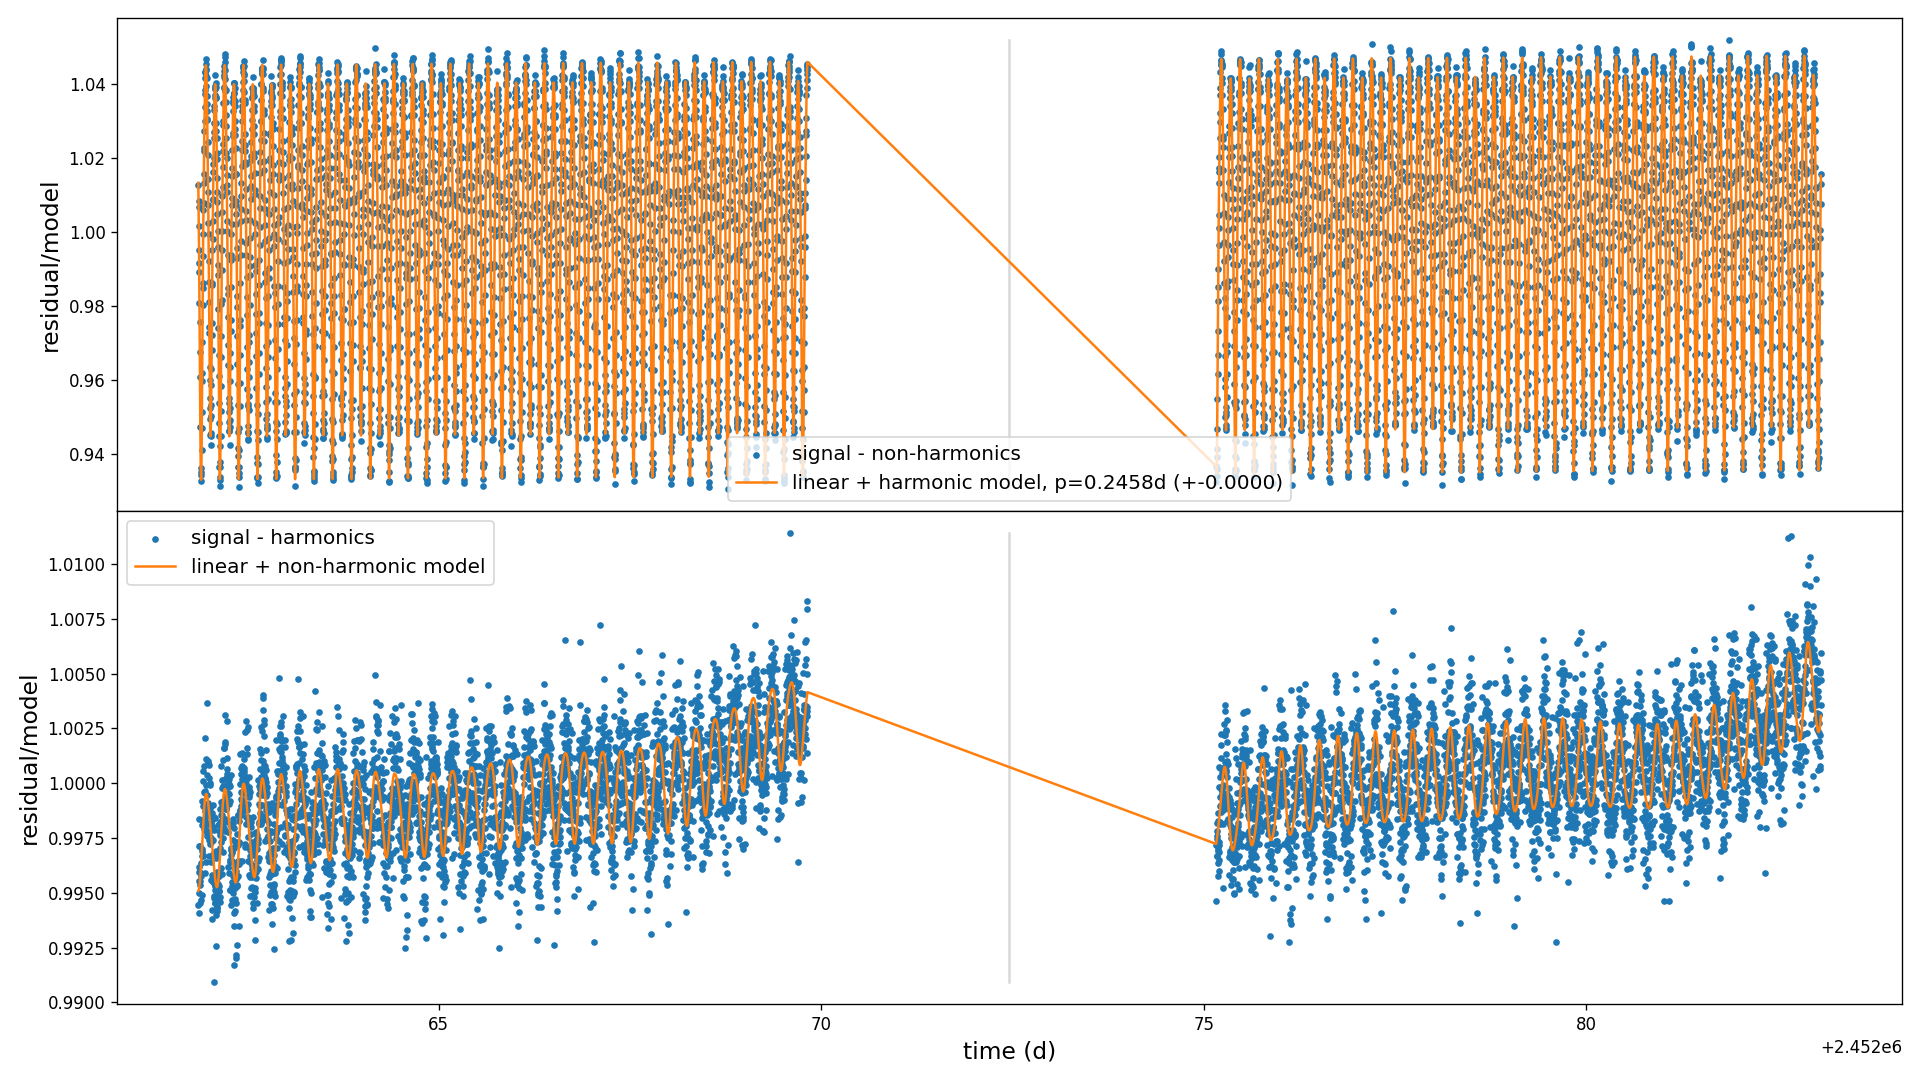 residual/model
1.04
1.02
1.00
0.98
0.96
0.94
signal - non-harmonics
linear + harmonic model, p=0.2458d (+-0.0000)
residual/model
1.0100
1.0075
1.0050
1.0025
1.0000
0.9975
0.9950
0.9925
0.9900
signal - harmonics
linear + non-harmonic model
65
70
75
80
time (d)
+2.452e6